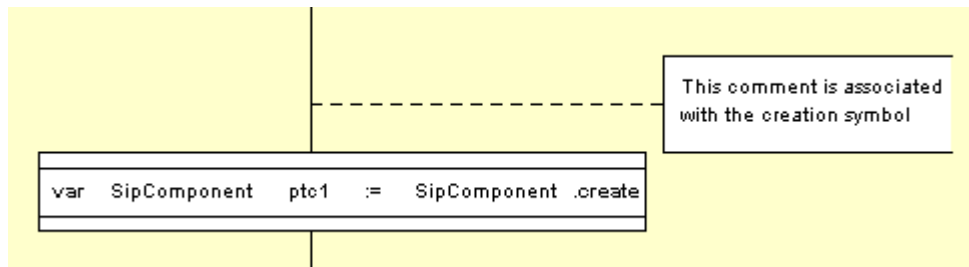 This comment is associated
with the creation symbol
var SipComponent ptc1 := SipComponent .create